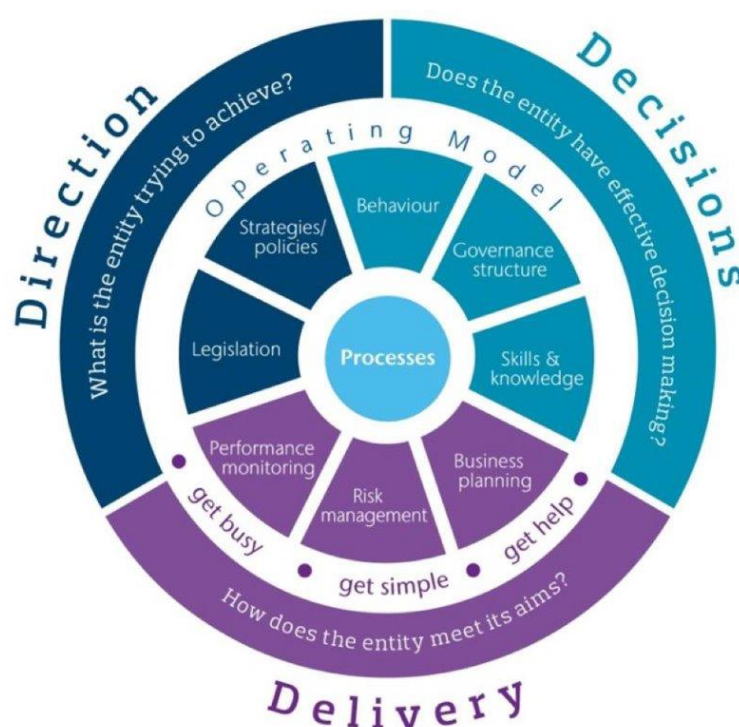 Direction
What is the entity trying to achieve?
Decisions
Does the entity have effective decision making?
Operating Model
Strategies/
policies
Behaviour
Governance
structure
Legislation
Processes
Skills &
knowledge
Performance
monitoring
Risk
management
Business
planning
get busy
get simple
get help
How does the entity meet its aims?
Delivery